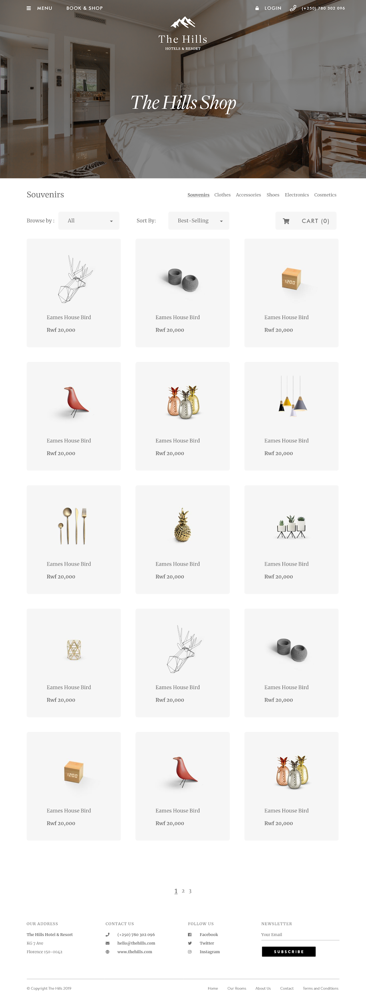 MENU BOOK & SHOP LOGIN (+250) 780 302 096
The Hills
HOTELS & RESORT
The Hills Shop
Souvenirs Souvenirs Clothes Accessories Shoes Electronics Cosmetics
Browse by : All Sort By: Best-Selling CART (0)
12:00
Eames House Bird Eames House Bird Eames House Bird
Rwf 20,000 Rwf 20,000 Rwf 20,000
Eames House Bird Eames House Bird Eames House Bird
Rwf 20,000 Rwf 20,000 Rwf 20,000
Eames House Bird Eames House Bird Eames House Bird
Rwf 20,000 Rwf 20,000 Rwf 20,000
Eames House Bird Eames House Bird Eames House Bird
Rwf 20,000 Rwf 20,000 Rwf 20,000
12:00
Eames House Bird Eames House Bird Eames House Bird
Rwf 20,000 Rwf 20,000 Rwf 20,000
1 2 3
OUR ADDRESS CONTACT US FOLLOW US NEWSLETTER
The Hills Hotel & Resort (+250) 780 302 096 Facebook Your Email
KG 7 Ave hello@thehills.com Twitter
Florence 150-0042 www.thehills.com Instagram SUBSCRIBE
© Copyright The Hills 2019 Home Our Rooms About Us Contact Terms and Conditions